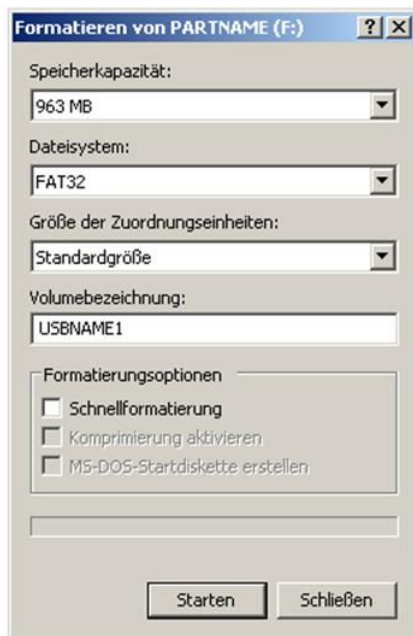 Formatieren von PARTNAME (F:)
Speicherkapazität:
963 MB
Dateisystem:
FAT32
Größe der Zuordnungseinheiten:
Standardgröße
Volumebezeichnung:
USBNAME1
Formatierungsoptionen
Schnellformatierung
Komprimierung aktivieren
MS-DOS-Startdiskette erstellen
Starten Schließen